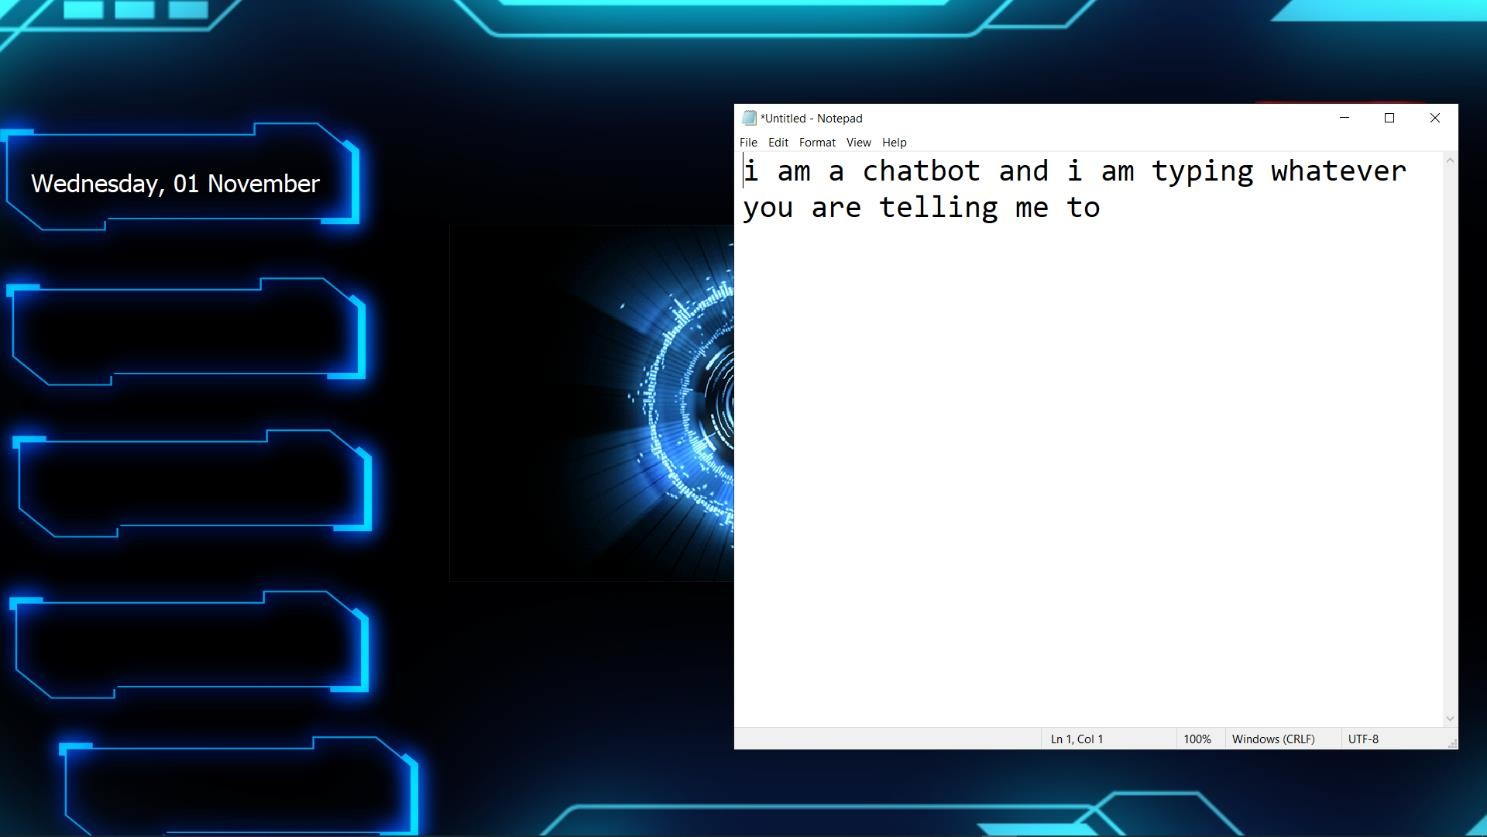 Wednesday, 01 November
*Untitled - Notepad
File Edit Format View Help
i am a chatbot and i am typing whatever
you are telling me to
Ln 1, Col 1 100% Windows (CRLF) UTF-8